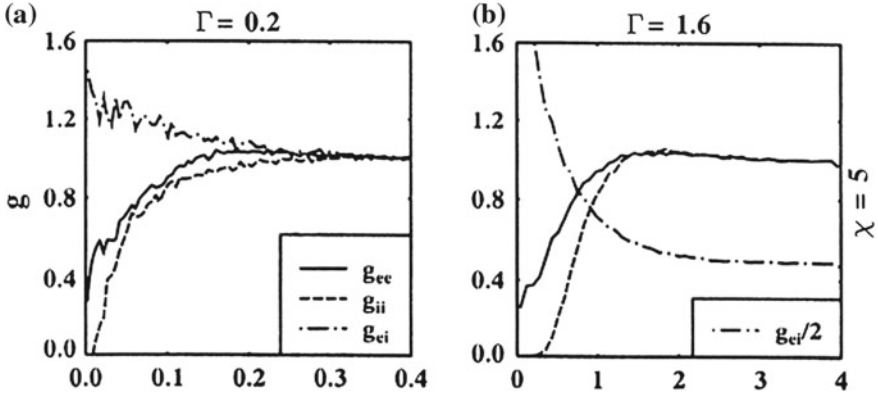 (a) Γ = 0.2
1.6
1.2
0.8
0.4
0.0
g
g_ee
g_ii
g_ei
0.0 0.1 0.2 0.3 0.4
(b) Γ = 1.6
1.6
1.2
0.8
0.4
0.0
g_ei/2
0 1 2 3 4
χ = 5